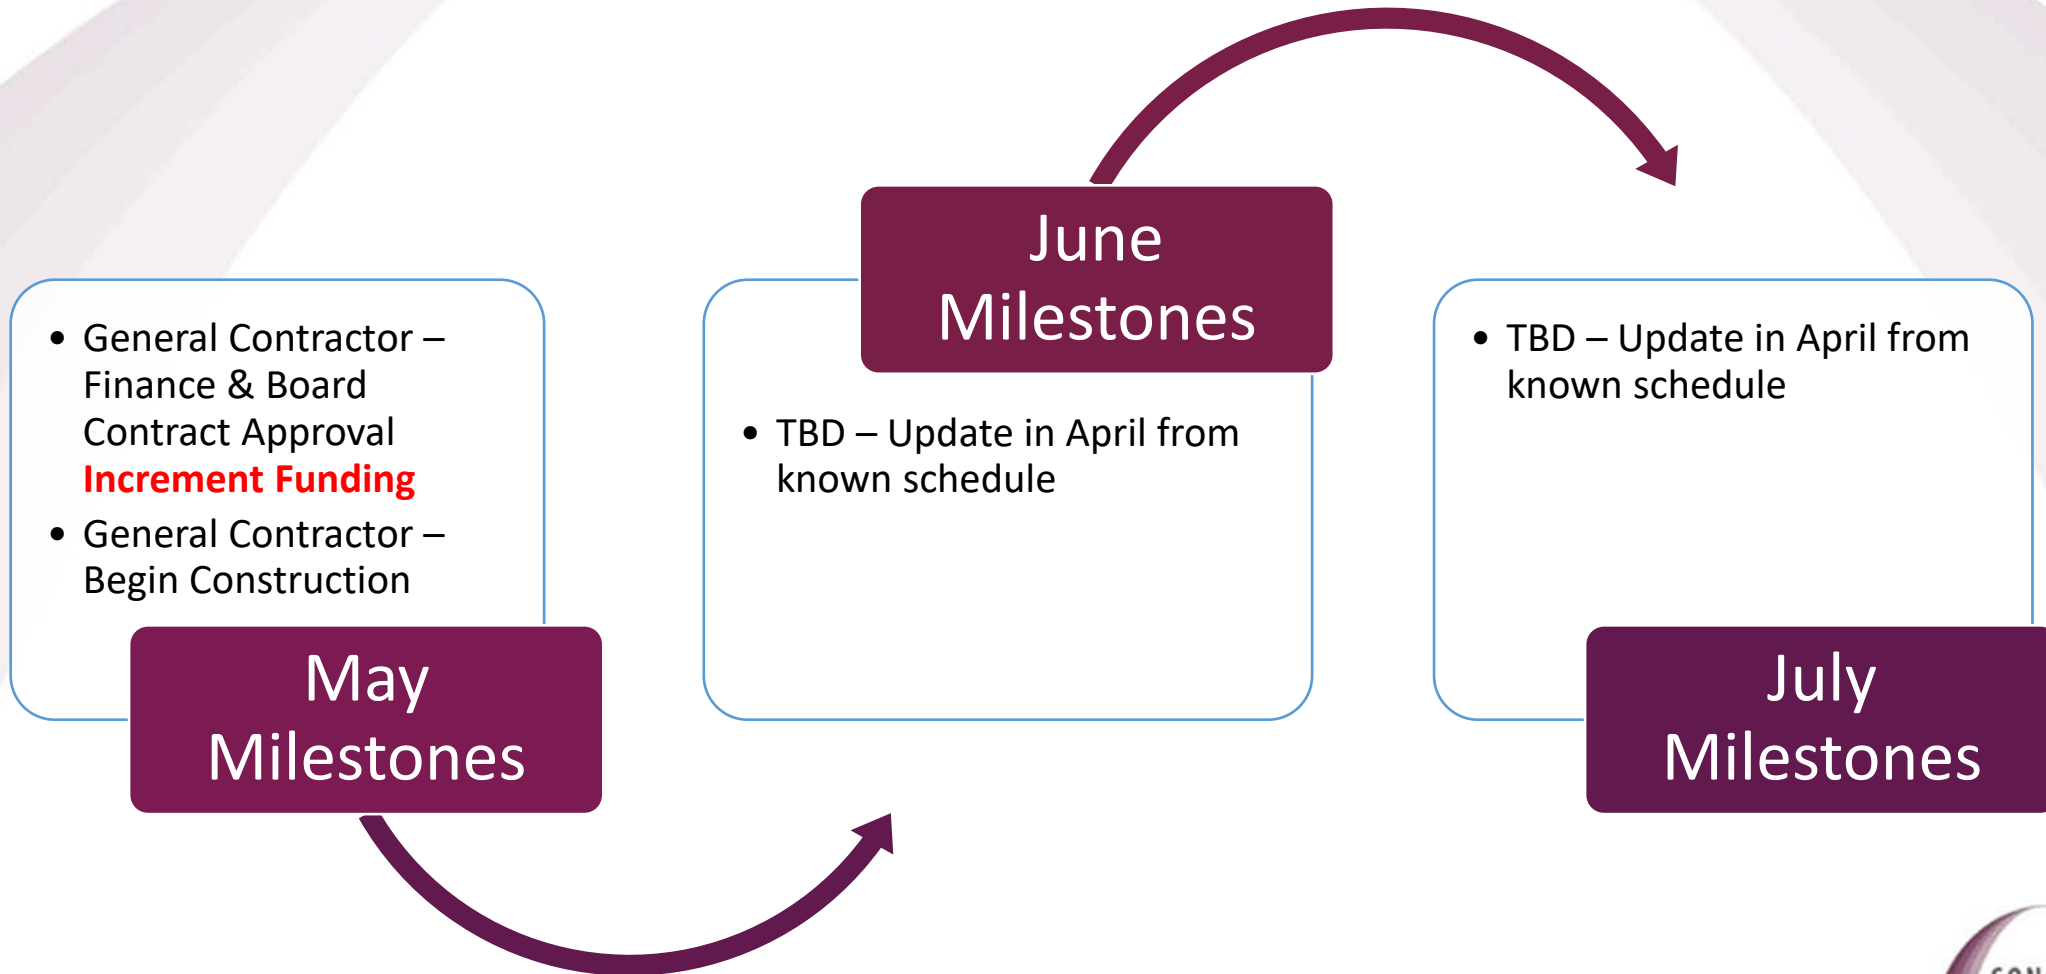 • General Contractor –
Finance & Board
Contract Approval
Increment Funding
• General Contractor –
Begin Construction
May
Milestones
June
Milestones
• TBD – Update in April from
known schedule
• TBD – Update in April from
known schedule
July
Milestones